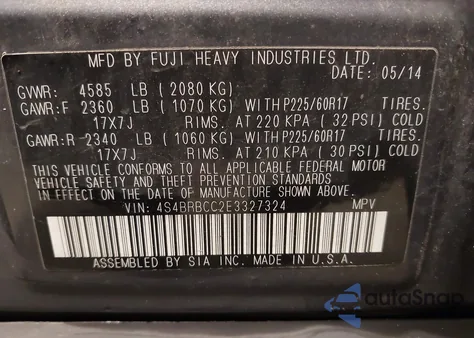 MFD BY FUJI HEAVY INDUSTRIES LTD.
DATE: 05/14
GVWR: 4585 LB (2080 KG)
GAWR:F 2360 LB (1070 KG) WITH P225/60R17 TIRES.
17X7J RIMS. AT 220 KPA (32 PSI) COLD
GAWR:R 2340 LB (1060 KG) WITH P225/60R17 TIRES.
17X7J RIMS. AT 210 KPA (30 PSI) COLD
THIS VEHICLE CONFORMS TO ALL APPLICABLE FEDERAL MOTOR
VEHICLE SAFETY AND THEFT PREVENTION STANDARDS IN EFFECT
ON THE DATE OF MANUFACTURE SHOWN ABOVE.
VIN: 4S4BRBCC2E3327324 MPV
ASSEMBLED BY SIA INC. MADE IN U.S.A.
autoSnap